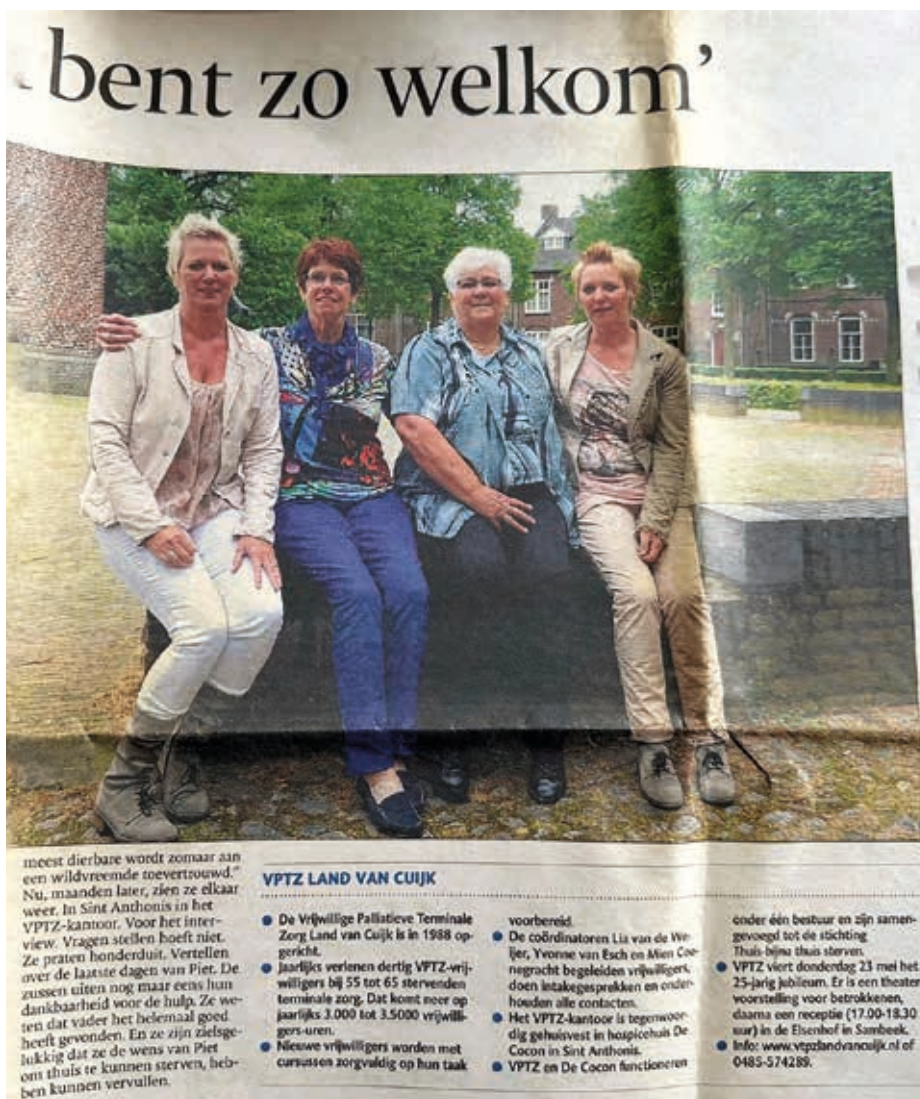 bent zo welkom’
meest dierbare wordt zomaar aan
een wildvreemde toevertrouwd.”
Nu, maanden later, zien ze elkaar
weer. In Sint Anthonis in het
VPTZ-kantoor. Voor het inter-
view. Vragen stellen hoeft niet.
Ze praten honderduit. Vertellen
over de laatste dagen van Piet. De
zussen uiten nog maar eens hun
dankbaarheid voor de hulp. Ze we-
ten dat vader het helemaal goed
heeft gevonden. En ze zijn zielsge-
lukkig dat ze de wens van Piet
om thuis te kunnen sterven, heb-
ben kunnen vervullen.
VPTZ LAND VAN CUIJK
● De Vrijwillige Palliatieve Terminale
Zorg Land van Cuijk is in 1988 op-
gericht.
● Jaarlijks verlenen dertig VPTZ-vrij-
willigers bij 55 tot 65 stervenden
terminale zorg. Dat komt neer op
jaarlijks 3.000 tot 3.5000 vrijwilli-
gers-uren.
● Nieuwe vrijwilligers worden met
cursussen zorgvuldig op hun taak
voorbereid.
● De coördinatoren Lia van de We-
ijer, Yvonne van Esch en Mien Coe-
negracht begeleiden vrijwilligers,
doen intakegesprekken en onder-
houden alle contacten.
● Het VPTZ-kantoor is tegenwoor-
dig gehuisvest in hospicehuis De
Cocon in Sint Anthonis.
● VPTZ en De Cocon functioneren
onder één bestuur en zijn samen-
gevoegd tot de stichting
Thuis-bijna thuis sterven.
● VPTZ viert donderdag 23 mei het
25-jarig jubileum. Er is een theater
voorstelling voor betrokkenen,
daarna een receptie (17.00-18.30
uur) in de Elsenhof in Sambeek.
● Info: www.vtpzlandvancuijk.nl of
0485-574289.